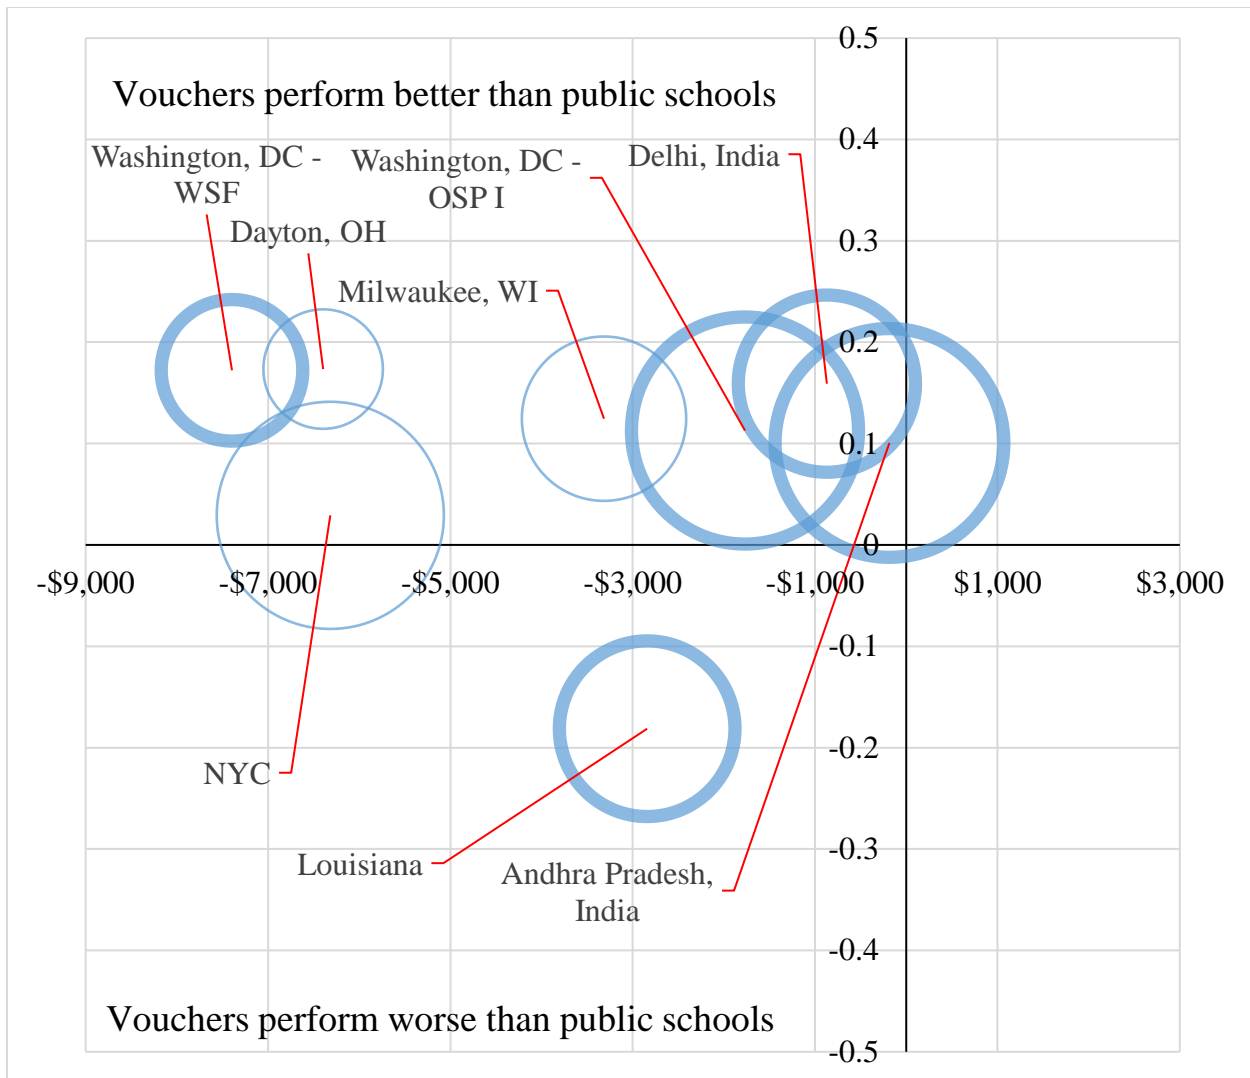 0.5
Vouchers perform better than public schools
0.4
Washington, DC -
WSF
Washington, DC -
OSP I
Delhi, India
Dayton, OH
0.3
Milwaukee, WI
0.2
0.1
0
-$9,000
-$7,000
-$5,000
-$3,000
-$1,000
$1,000
$3,000
-0.1
-0.2
NYC
-0.3
Louisiana
Andhra Pradesh,
India
-0.4
Vouchers perform worse than public schools
-0.5